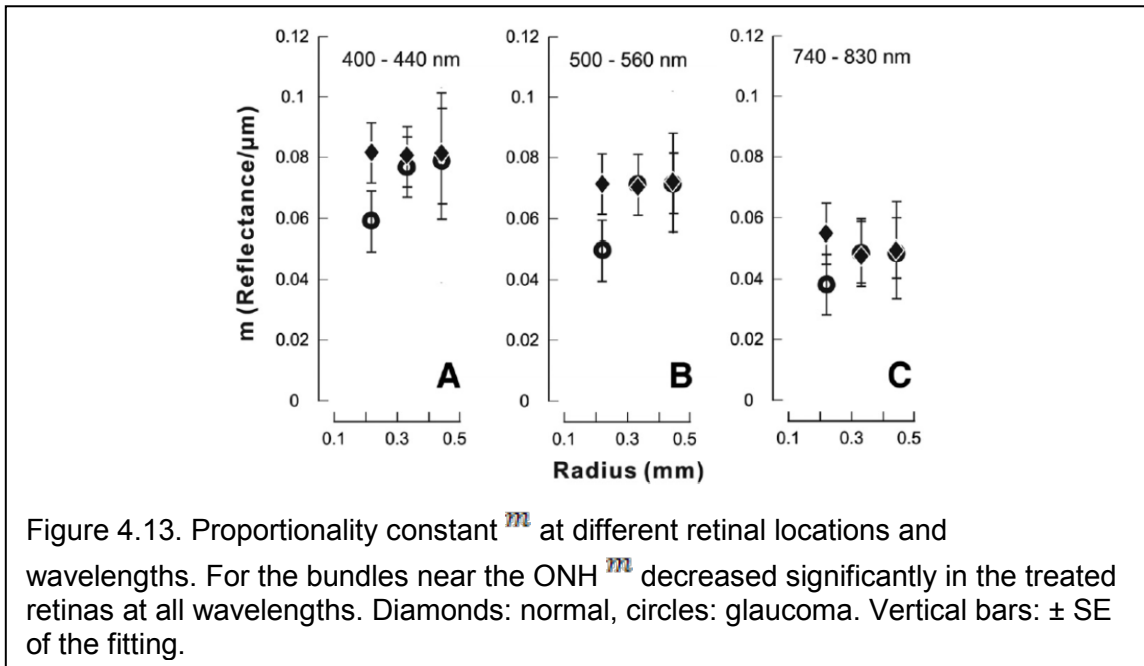 0.12
0.1
0.08
0.06
0.04
0.02
0
400 - 440 nm
A
0.1 0.3 0.5
0.12
0.1
0.08
0.06
0.04
0.02
0
500 - 560 nm
B
0.1 0.3 0.5
0.12
0.1
0.08
0.06
0.04
0.02
0
740 - 830 nm
C
0.1 0.3 0.5
m (Reflectance/μm)
Radius (mm)
Figure 4.13. Proportionality constant m at different retinal locations and
wavelengths. For the bundles near the ONH m decreased significantly in the treated
retinas at all wavelengths. Diamonds: normal, circles: glaucoma. Vertical bars: ± SE
of the fitting.